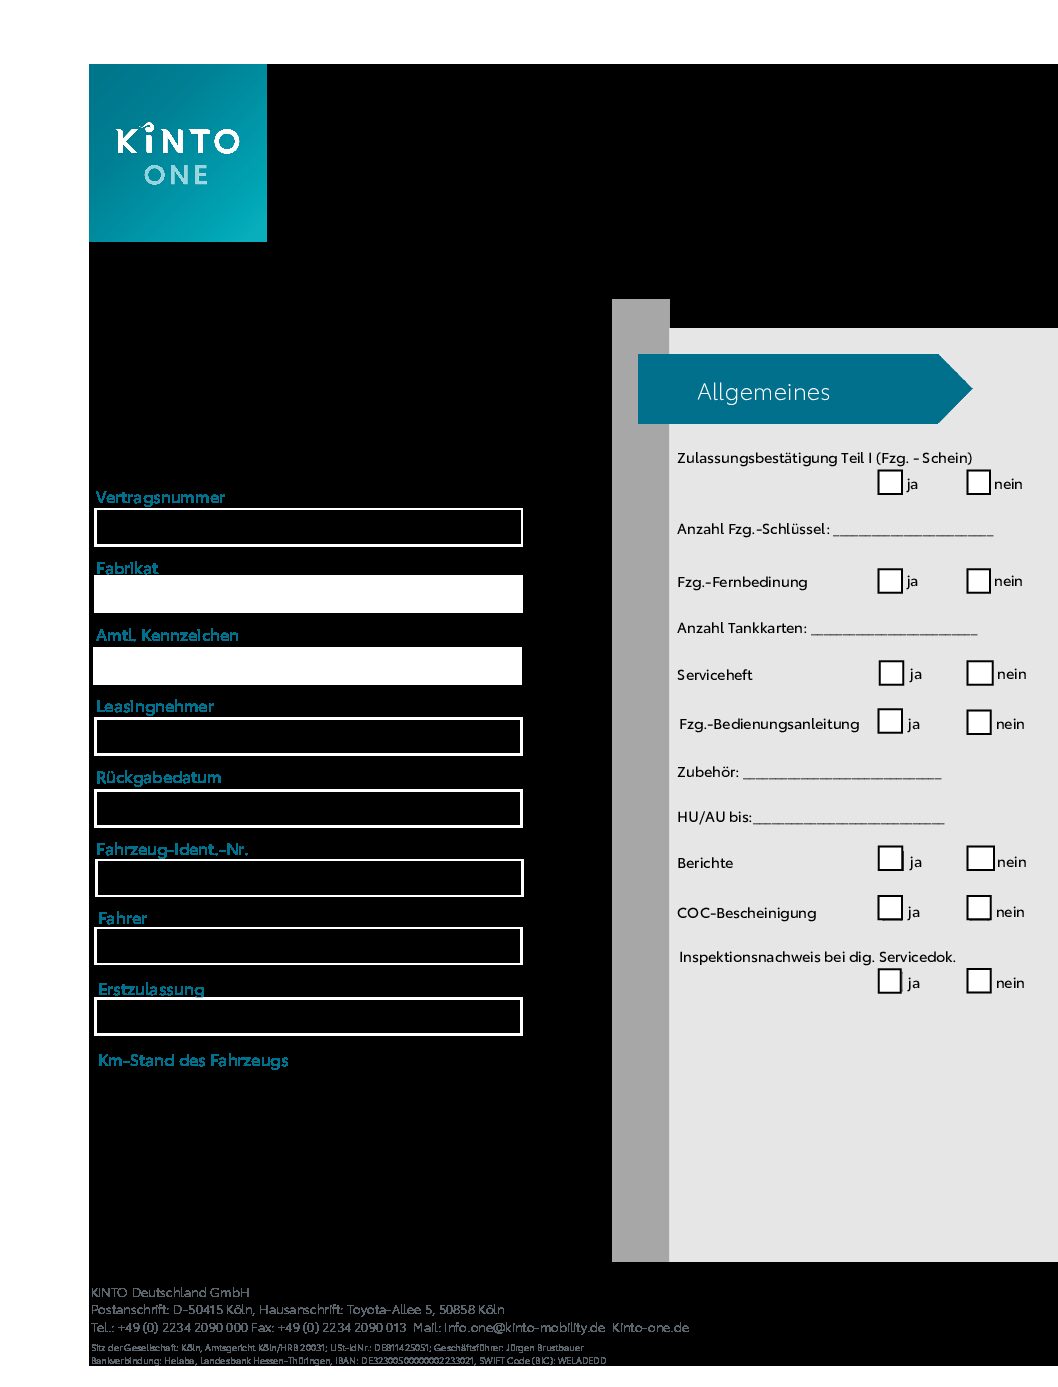 KINTO
ONE
Vertragsnummer
Fabrikat
Amtl. Kennzeichen
Leasingnehmer
Rückgabedatum
Fahrzeug-Ident.-Nr.
Fahrer
Erstzulassung
Km-Stand des Fahrzeugs
Allgemeines
Zulassungsbestätigung Teil I (Fzg. - Schein)
ja nein
Anzahl Fzg.-Schlüssel: ______________________
Fzg.-Fernbedinung ja nein
Anzahl Tankkarten: _______________________
Serviceheft ja nein
Fzg.-Bedienungsanleitung ja nein
Zubehör: ___________________________
HU/AU bis:__________________________
Berichte ja nein
COC-Bescheinigung ja nein
Inspektionsnachweis bei dig. Servicedok.
ja nein
KINTO Deutschland GmbH
Postanschrift: D-50415 Köln, Hausanschrift: Toyota-Allee 5, 50858 Köln
Tel.: +49 (0) 2234 2090 000 Fax: +49 (0) 2234 2090 013 Mail: Info.one@kinto-mobility.de Kinto-one.de
Sitz der Gesellschaft: Köln, Amtsgericht Köln/HRB 20031; USt-IdNr.: DE811425051; Geschäftsführer: Jürgen Brustbauer
Bankverbindung: Helaba, Landesbank Hessen-Thüringen, IBAN: DE32300500000002233021, SWIFT Code (BIC): WELADEDD